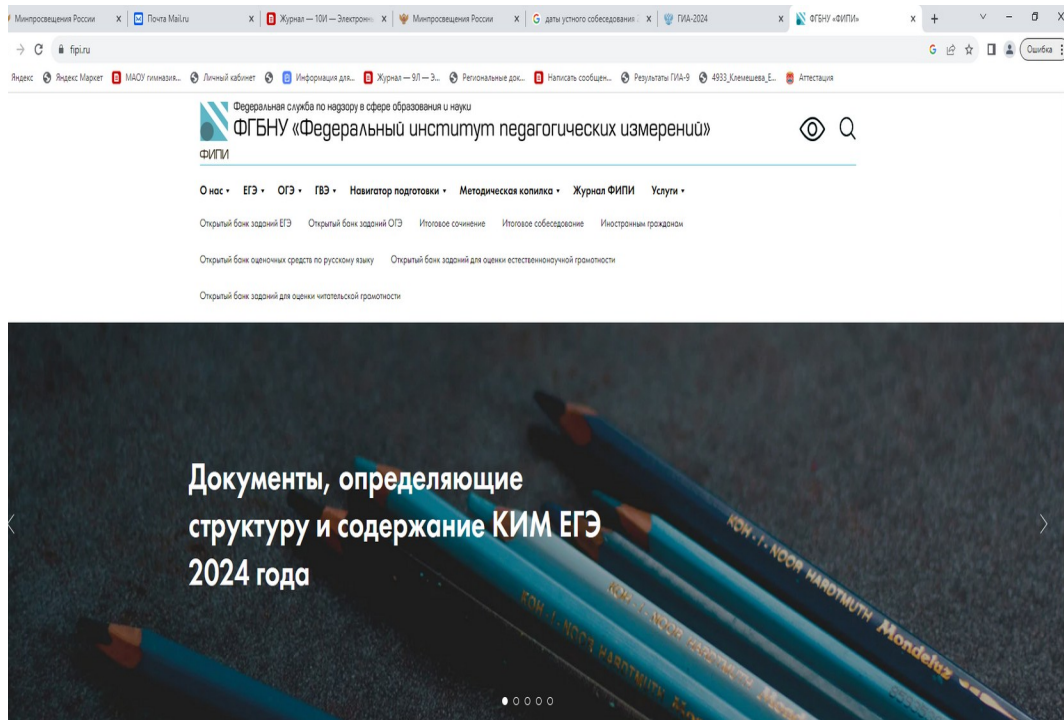 Минпросвещения России
Почта Mail.ru
Журнал — 10И — Электронн
Минпросвещения России
даты устного собеседования
ГИА-2024
ФГБНУ «ФИПИ»
fipi.ru
Ошибка
Яндекс
Яндекс Маркет
МАОУ гимназия...
Личный кабинет
Информация для...
Журнал — 9Л — Э...
Региональные док...
Написать сообщен...
Результаты ГИА-9
4933_Клемешева_Е...
Аттестация
Федеральная служба по надзору в сфере образования и науки
ФГБНУ «Федеральный институт педагогических измерений»
ФИПИ
О нас ЕГЭ ОГЭ ГВЭ Навигатор подготовки Методическая копилка Журнал ФИПИ Услуги
Открытый банк заданий ЕГЭ Открытый банк заданий ОГЭ Итоговое сочинение Итоговое собеседование Иностранным гражданам
Открытый банк оценочных средств по русскому языку Открытый банк заданий для оценки естественнонаучной грамотности
Открытый банк заданий для оценки читательской грамотности
Документы, определяющие
структуру и содержание КИМ ЕГЭ
2024 года
KOH-I-NOOR HARDTMUTH Mondeluz
KOH-I-NOOR HARDTMUTH
KOH-I-NOOR HARDTMUTH